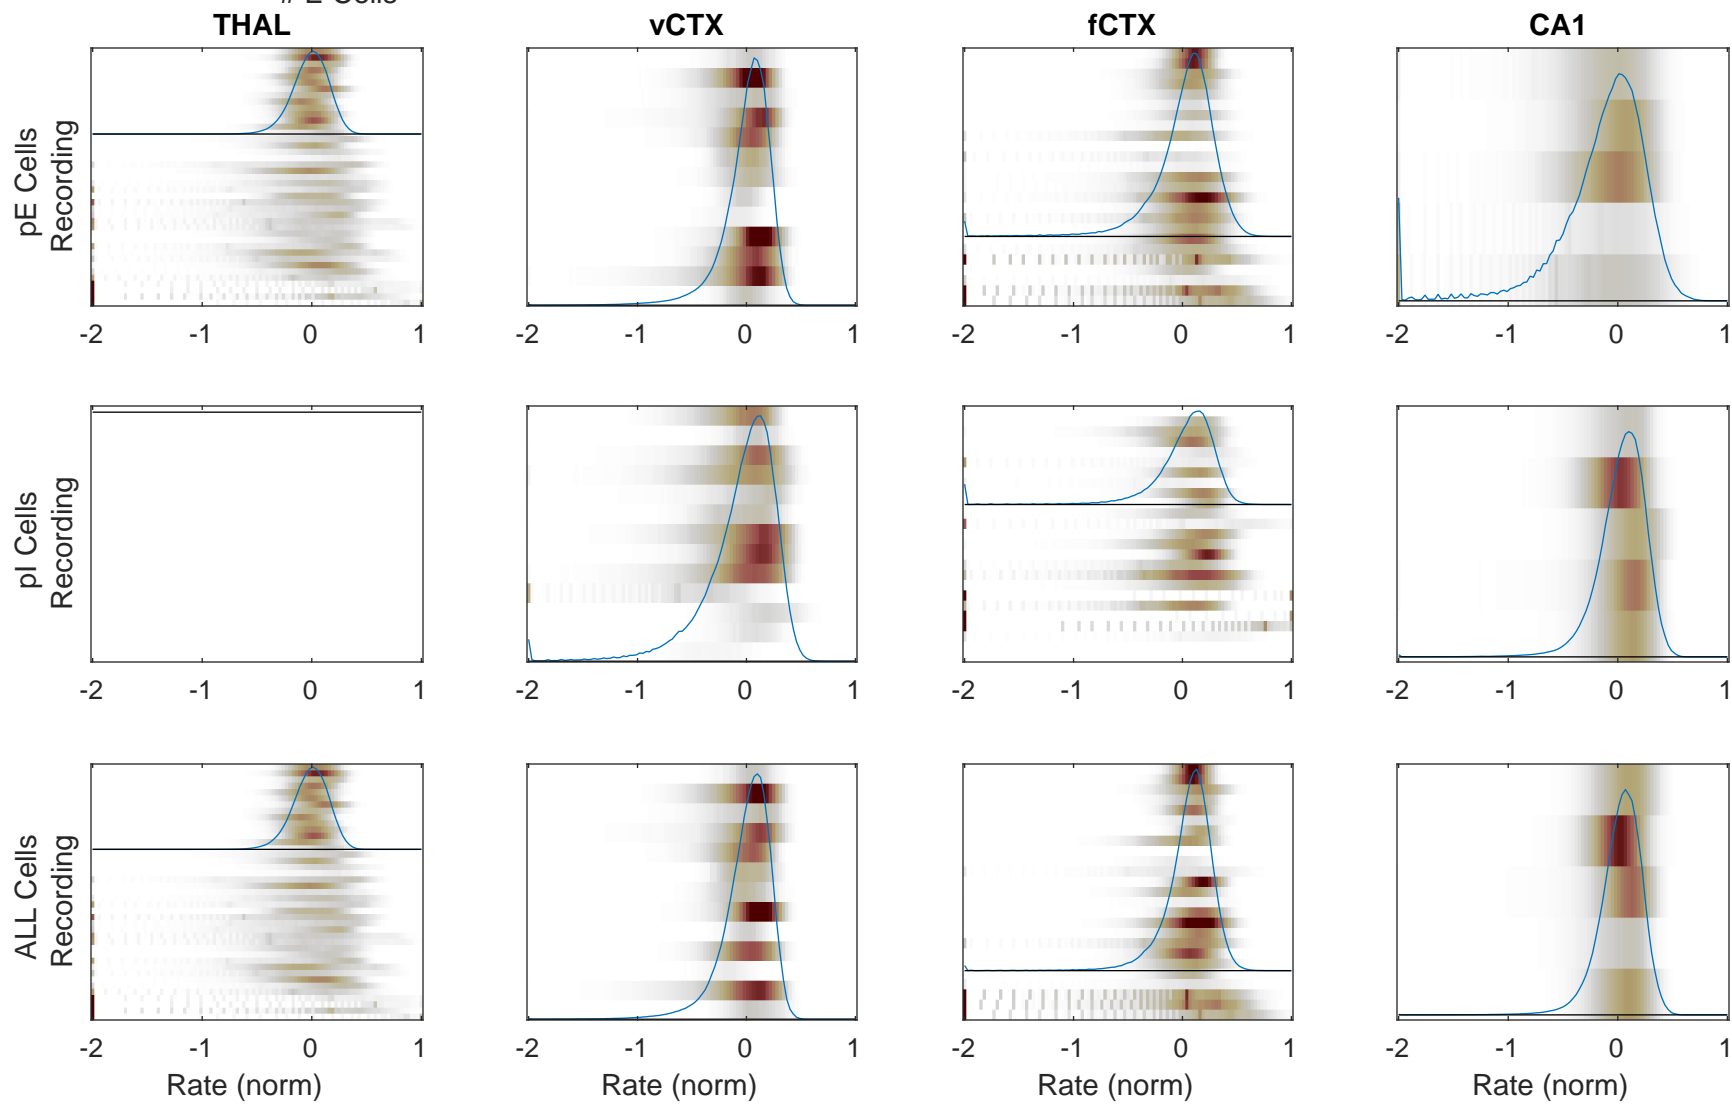 # E Cells
THAL vCTX fCTX CA1
pE Cells
Recording
-2 -1 0 1 -2 -1 0 1 -2 -1 0 1 -2 -1 0 1
pI Cells
Recording
-2 -1 0 1 -2 -1 0 1 -2 -1 0 1 -2 -1 0 1
ALL Cells
Recording
-2 -1 0 1 -2 -1 0 1 -2 -1 0 1 -2 -1 0 1
Rate (norm) Rate (norm) Rate (norm) Rate (norm)